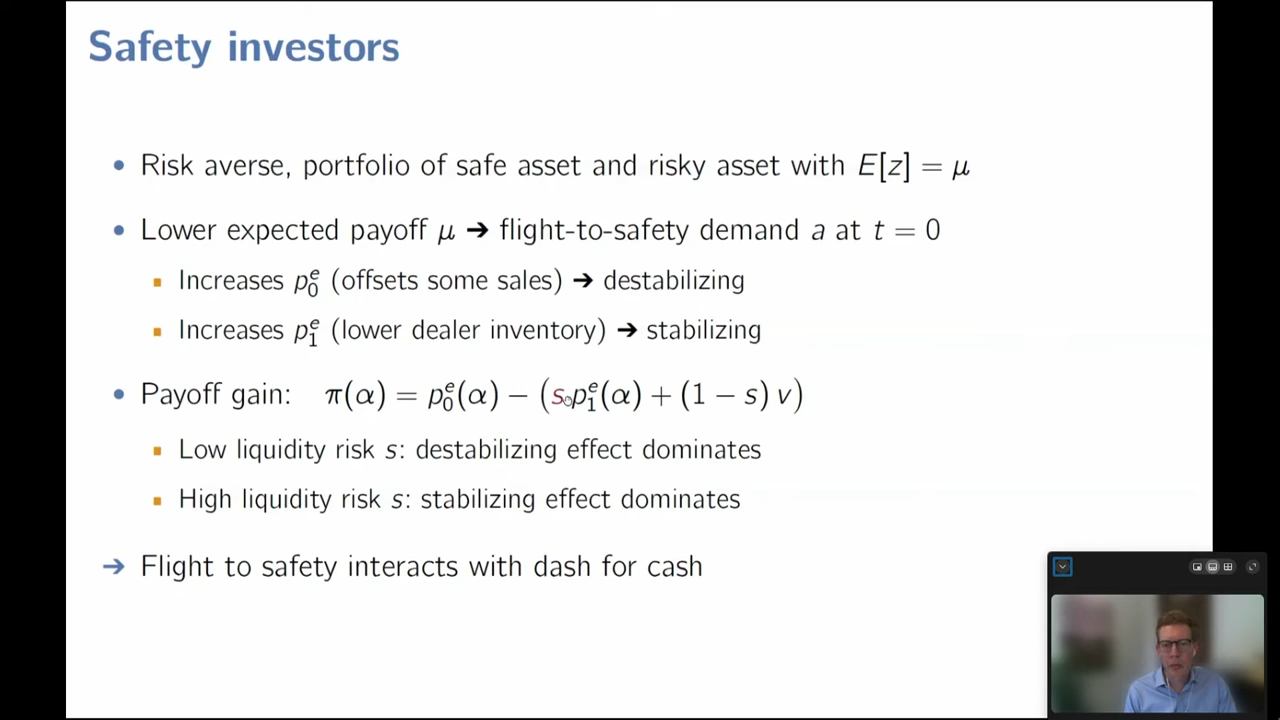 Safety investors
• Risk averse, portfolio of safe asset and risky asset with E[z] = μ
• Lower expected payoff μ ➔ flight-to-safety demand a at t = 0
▪ Increases p₀ᵉ (offsets some sales) ➔ destabilizing
▪ Increases p₁ᵉ (lower dealer inventory) ➔ stabilizing
• Payoff gain: π(α) = p₀ᵉ(α) − (s p₁ᵉ(α) + (1 − s) v)
▪ Low liquidity risk s: destabilizing effect dominates
▪ High liquidity risk s: stabilizing effect dominates
➔ Flight to safety interacts with dash for cash